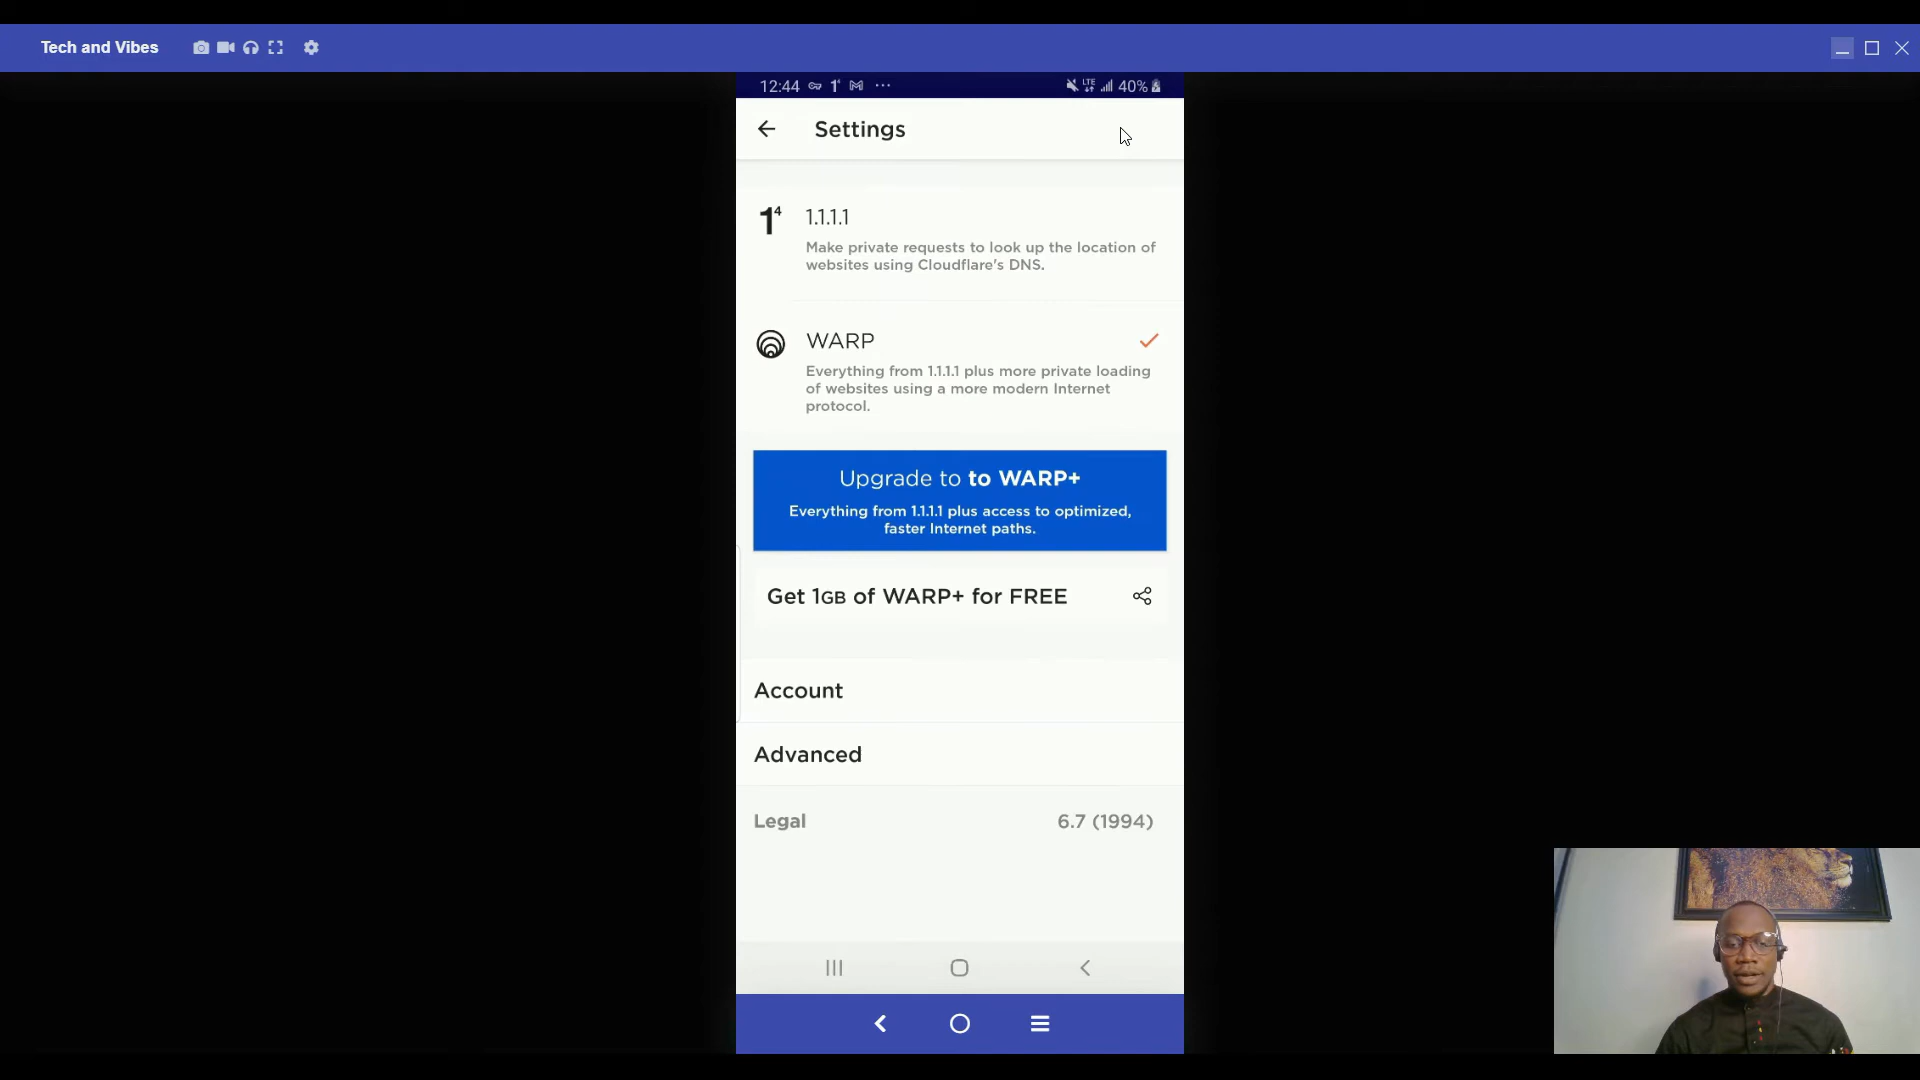 Tech and Vibes
12:44 1⁴ ... LTE 40%
Settings
1⁴ 1.1.1.1
Make private requests to look up the location of
websites using Cloudflare's DNS.
WARP
Everything from 1.1.1.1 plus more private loading
of websites using a more modern Internet
protocol.
Upgrade to to WARP+
Everything from 1.1.1.1 plus access to optimized,
faster Internet paths.
Get 1GB of WARP+ for FREE
Account
Advanced
Legal 6.7 (1994)